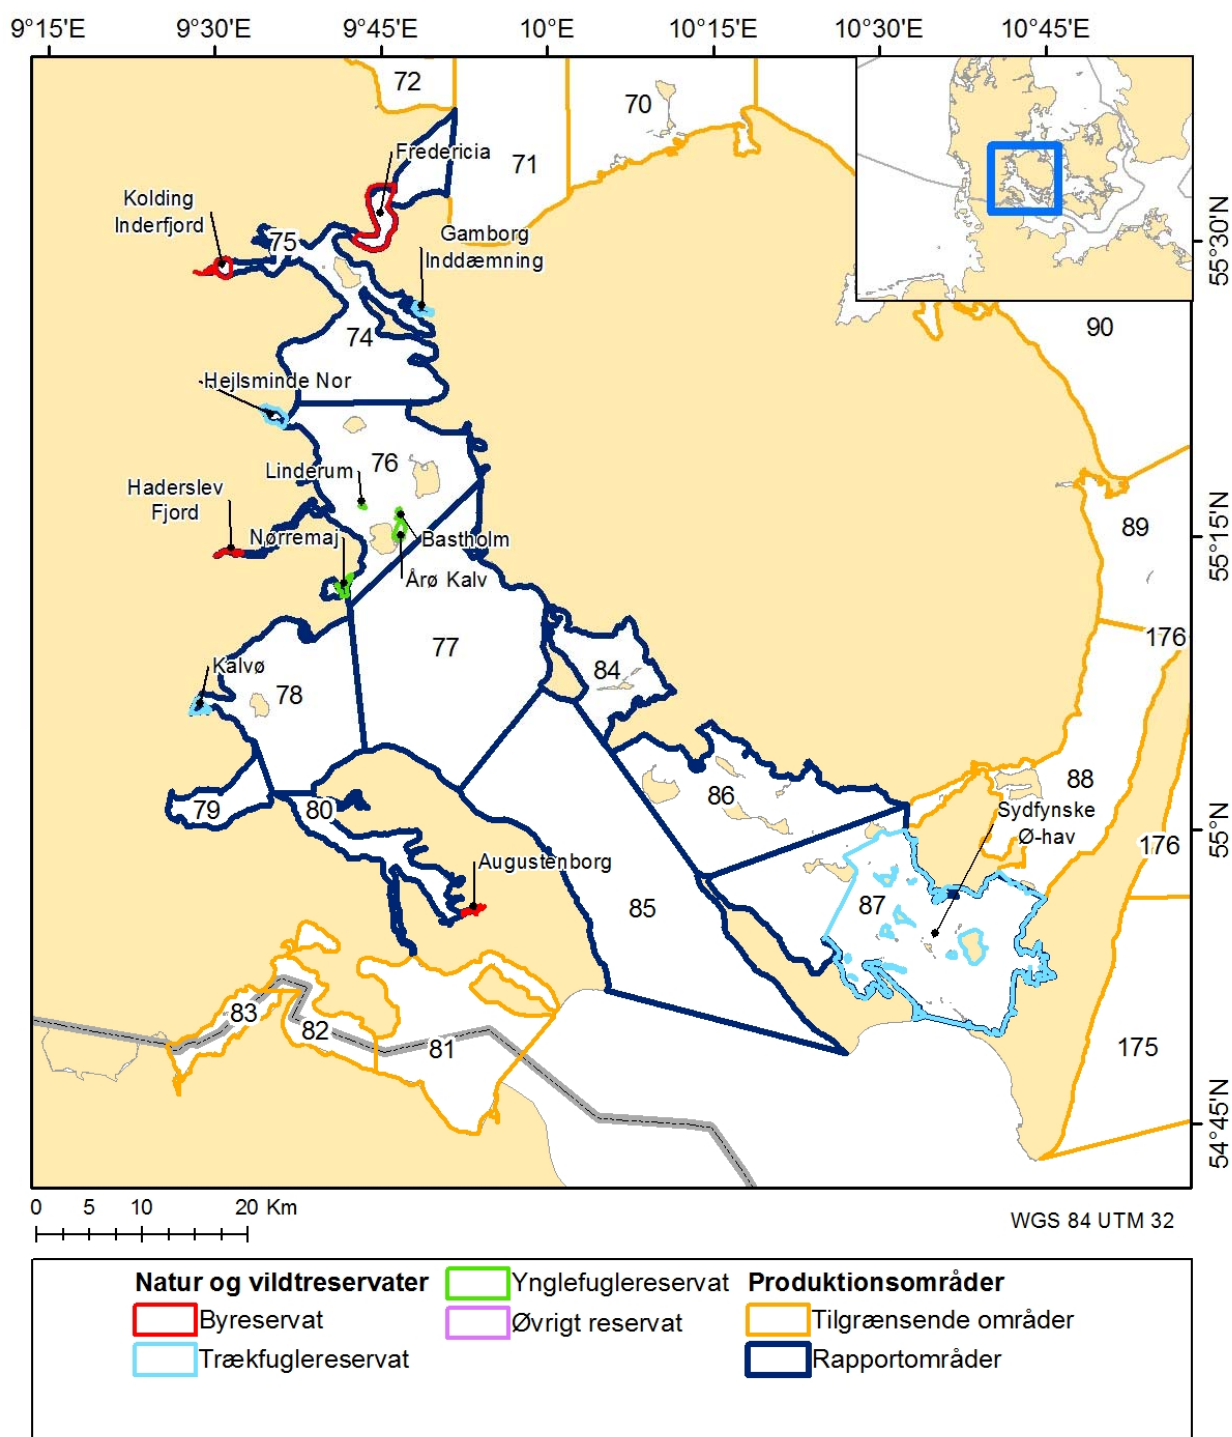 9°15'E 9°30'E 9°45'E 10°0'E 10°15'E 10°30'E 10°45'E
72
70
71
Fredericia
Kolding
Inderfjord
75
Gamborg
Inddæmning
55°30'N
90
74
Hejlsminde Nor
76
Linderum
Haderslev
Fjord
Nørremaj
Bastholm
Årø Kalv
89
55°15'N
77
176
84
Kalvø
78
88
86
79
80
Sydfynske
Ø-hav
55°N
176
Augustenborg
85
87
83
82
81
175
54°45'N
0 5 10 20 Km
WGS 84 UTM 32
Natur og vildtreservater
Byreservat
Trækfuglereservat
Ynglefuglereservat
Øvrigt reservat
Produktionsområder
Tilgrænsende områder
Rapportområder